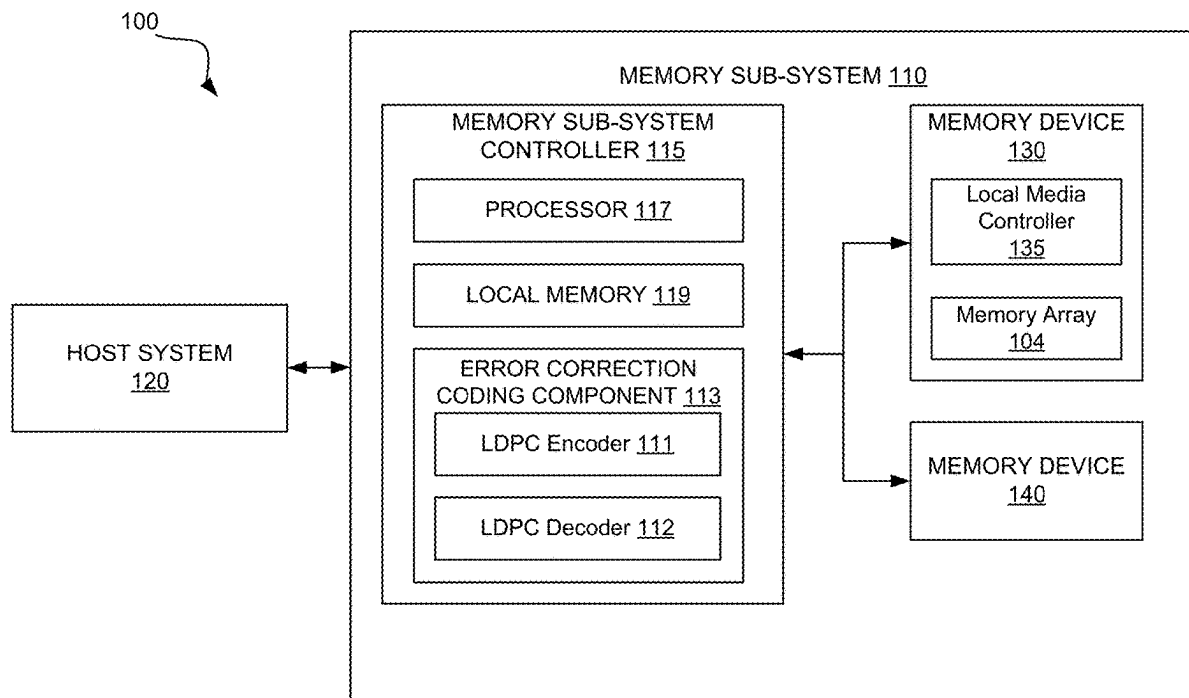 100
MEMORY SUB-SYSTEM 110
MEMORY SUB-SYSTEM
CONTROLLER 115
PROCESSOR 117
LOCAL MEMORY 119
ERROR CORRECTION
CODING COMPONENT 113
LDPC Encoder 111
LDPC Decoder 112
HOST SYSTEM
120
MEMORY DEVICE
130
Local Media
Controller
135
Memory Array
104
MEMORY DEVICE
140